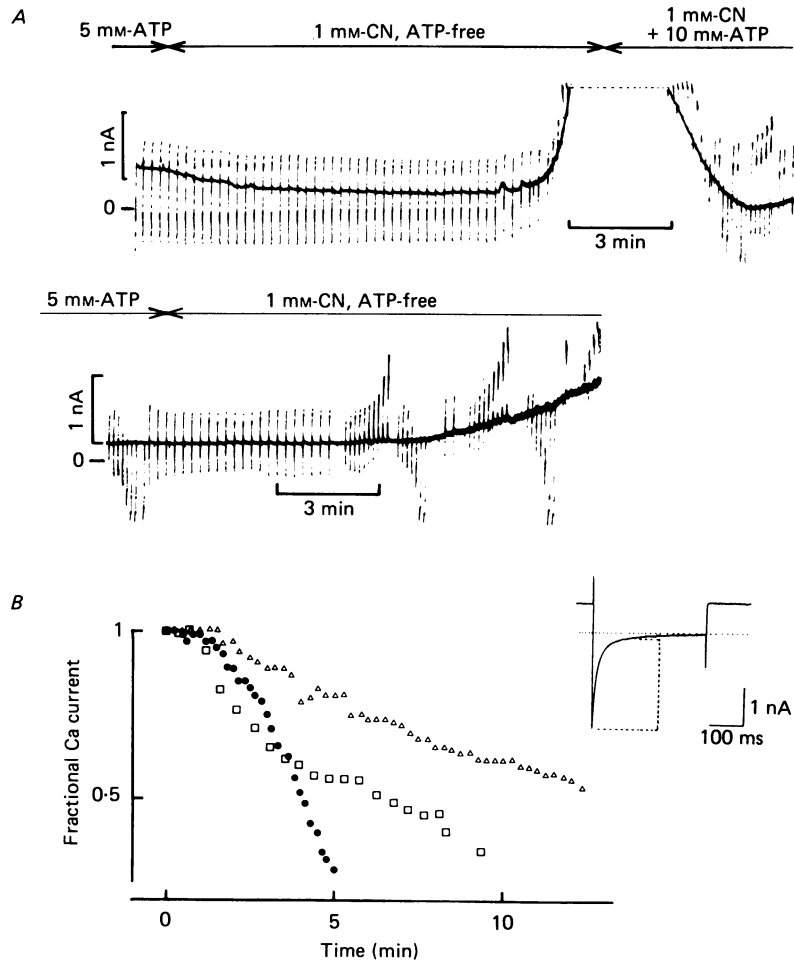 A
5 mM-ATP
1 mM-CN, ATP-free
1 mM-CN
+ 10 mM-ATP
1 nA
0
3 min
5 mM-ATP
1 mM-CN, ATP-free
1 nA
0
3 min
B
1
0·5
Fractional Ca current
0
5
10
Time (min)
1 nA
100 ms